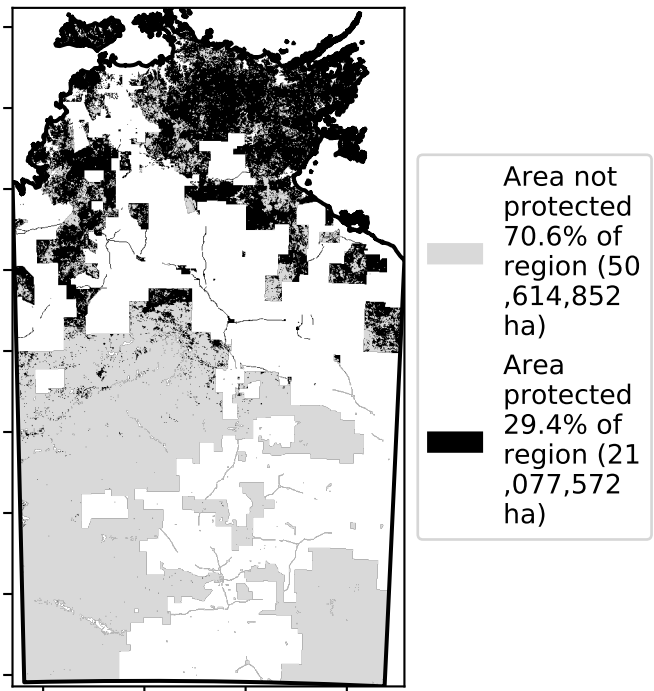 Area not
protected
70.6% of
region (50
,614,852
ha)
Area
protected
29.4% of
region (21
,077,572
ha)